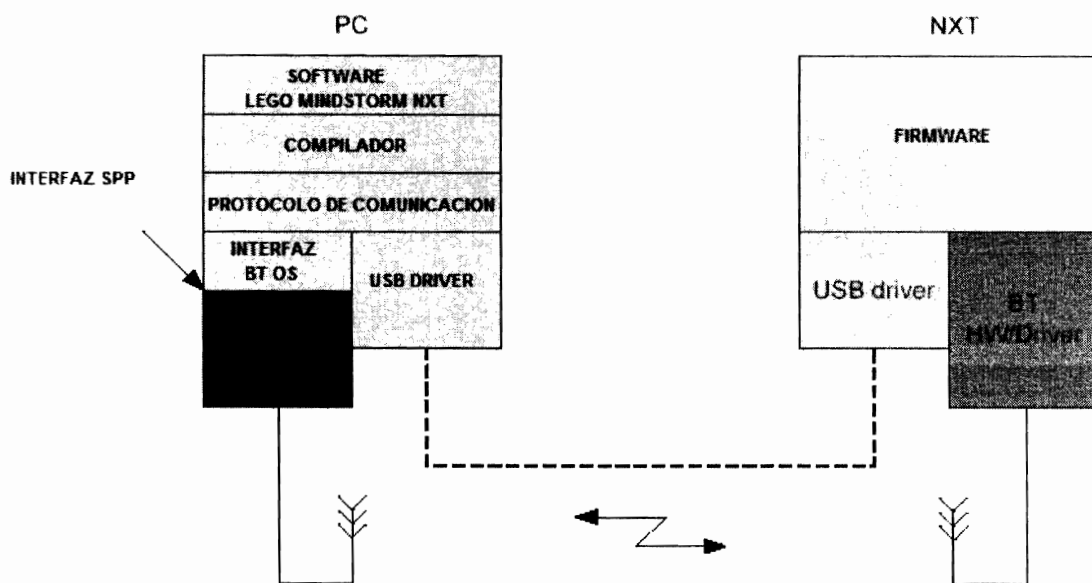 PC
NXT
SOFTWARE
LEGO MINDSTORM NXT
COMPILADOR
FIRMWARE
INTERFAZ SPP
PROTOCOLO DE COMUNICACION
INTERFAZ
BT OS
USB DRIVER
USB driver
BT
HW/Driver